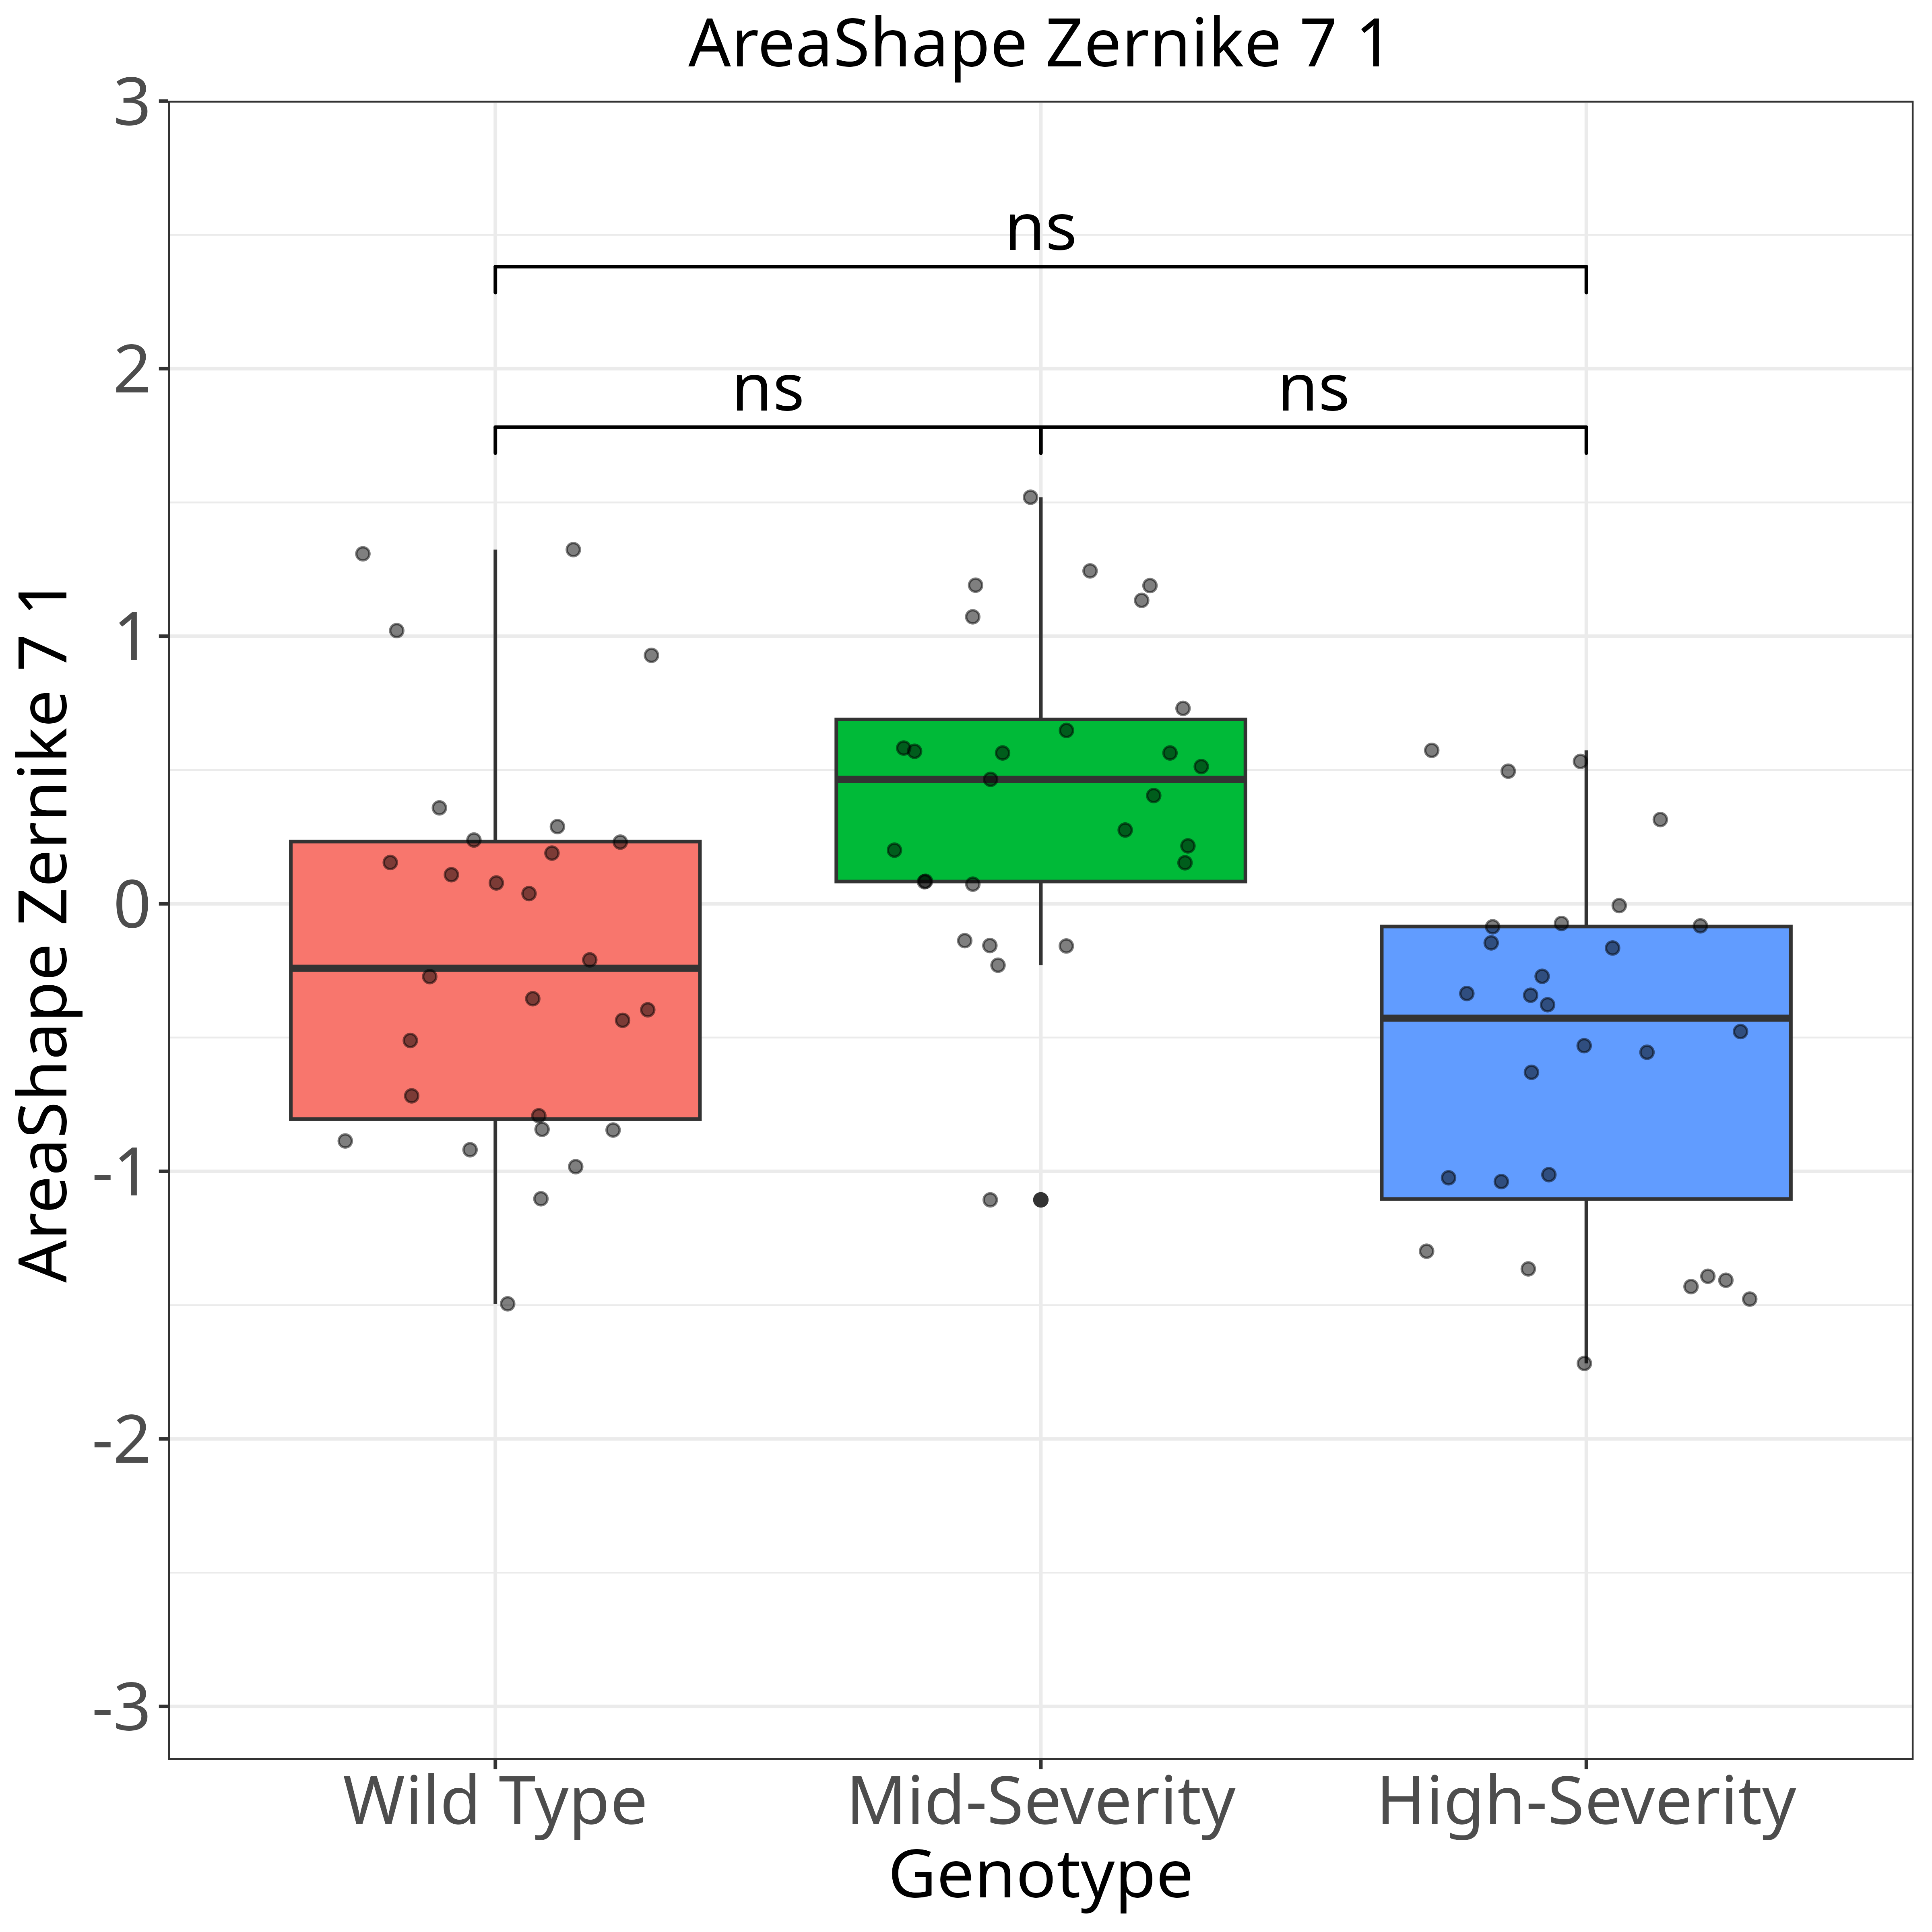 AreaShape Zernike 7 1
AreaShape Zernike 7 1
3
2
1
0
-1
-2
-3
ns
ns
ns
Wild Type
Mid-Severity
High-Severity
Genotype